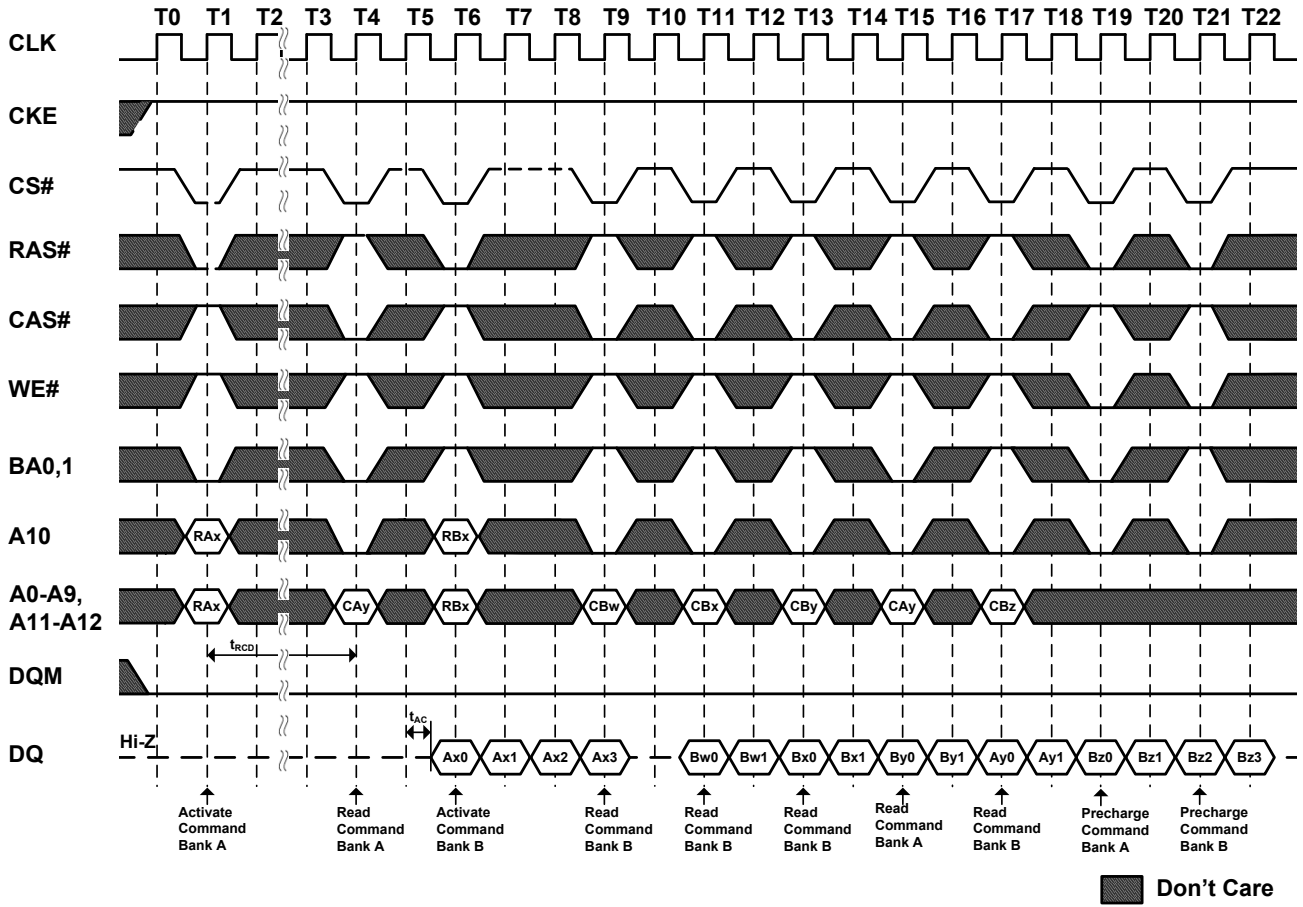 T0 T1 T2 T3 T4 T5 T6 T7 T8 T9 T10 T11 T12 T13 T14 T15 T16 T17 T18 T19 T20 T21 T22
CLK
CKE
CS#
RAS#
CAS#
WE#
BA0,1
A10
RAx RBx
A0-A9,
A11-A12
RAx CAy RBx CBw CBx CBy CAy CBz
tRCD
DQM
tAC
Hi-Z
DQ
Ax0 Ax1 Ax2 Ax3 Bw0 Bw1 Bx0 Bx1 By0 By1 Ay0 Ay1 Bz0 Bz1 Bz2 Bz3
Activate
Command
Bank A
Read
Command
Bank A
Activate
Command
Bank B
Read
Command
Bank B
Read
Command
Bank B
Read
Command
Bank B
Read
Command
Bank A
Read
Command
Bank B
Precharge
Command
Bank A
Precharge
Command
Bank B
Don't Care